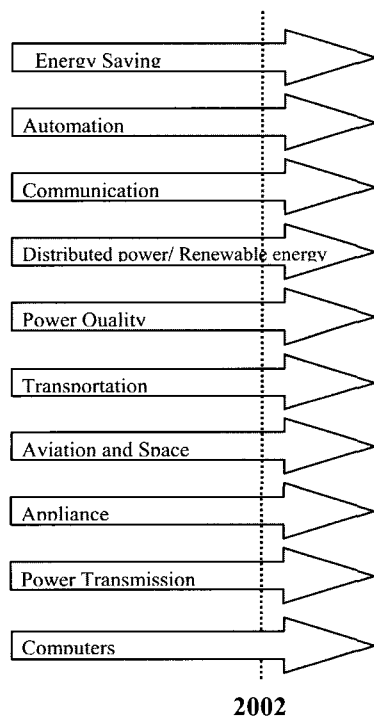 Energy Saving
Automation
Communication
Distributed power/ Renewable energy
Power Quality
Transportation
Aviation and Space
Appliance
Power Transmission
Computers
2002